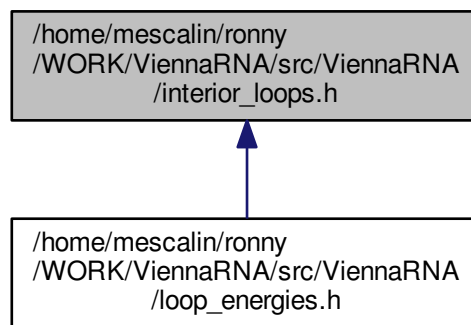 /home/mescalin/ronny
/WORK/ViennaRNA/src/ViennaRNA
/interior_loops.h
/home/mescalin/ronny
/WORK/ViennaRNA/src/ViennaRNA
/loop_energies.h